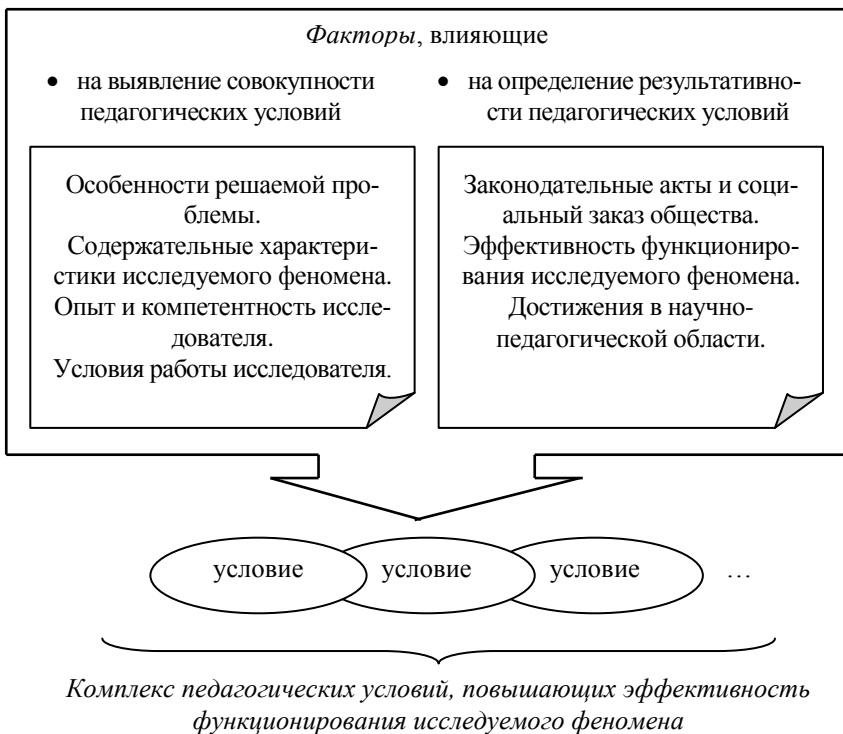 Факторы, влияющие
• на выявление совокупности
педагогических условий
• на определение результативно-
сти педагогических условий
Особенности решаемой про-
блемы.
Содержательные характери-
стики исследуемого феномена.
Опыт и компетентность иссле-
дователя.
Условия работы исследователя.
Законодательные акты и соци-
альный заказ общества.
Эффективность функциониро-
вания исследуемого феномена.
Достижения в научно-
педагогической области.
условие условие условие …
Комплекс педагогических условий, повышающих эффективность
функционирования исследуемого феномена